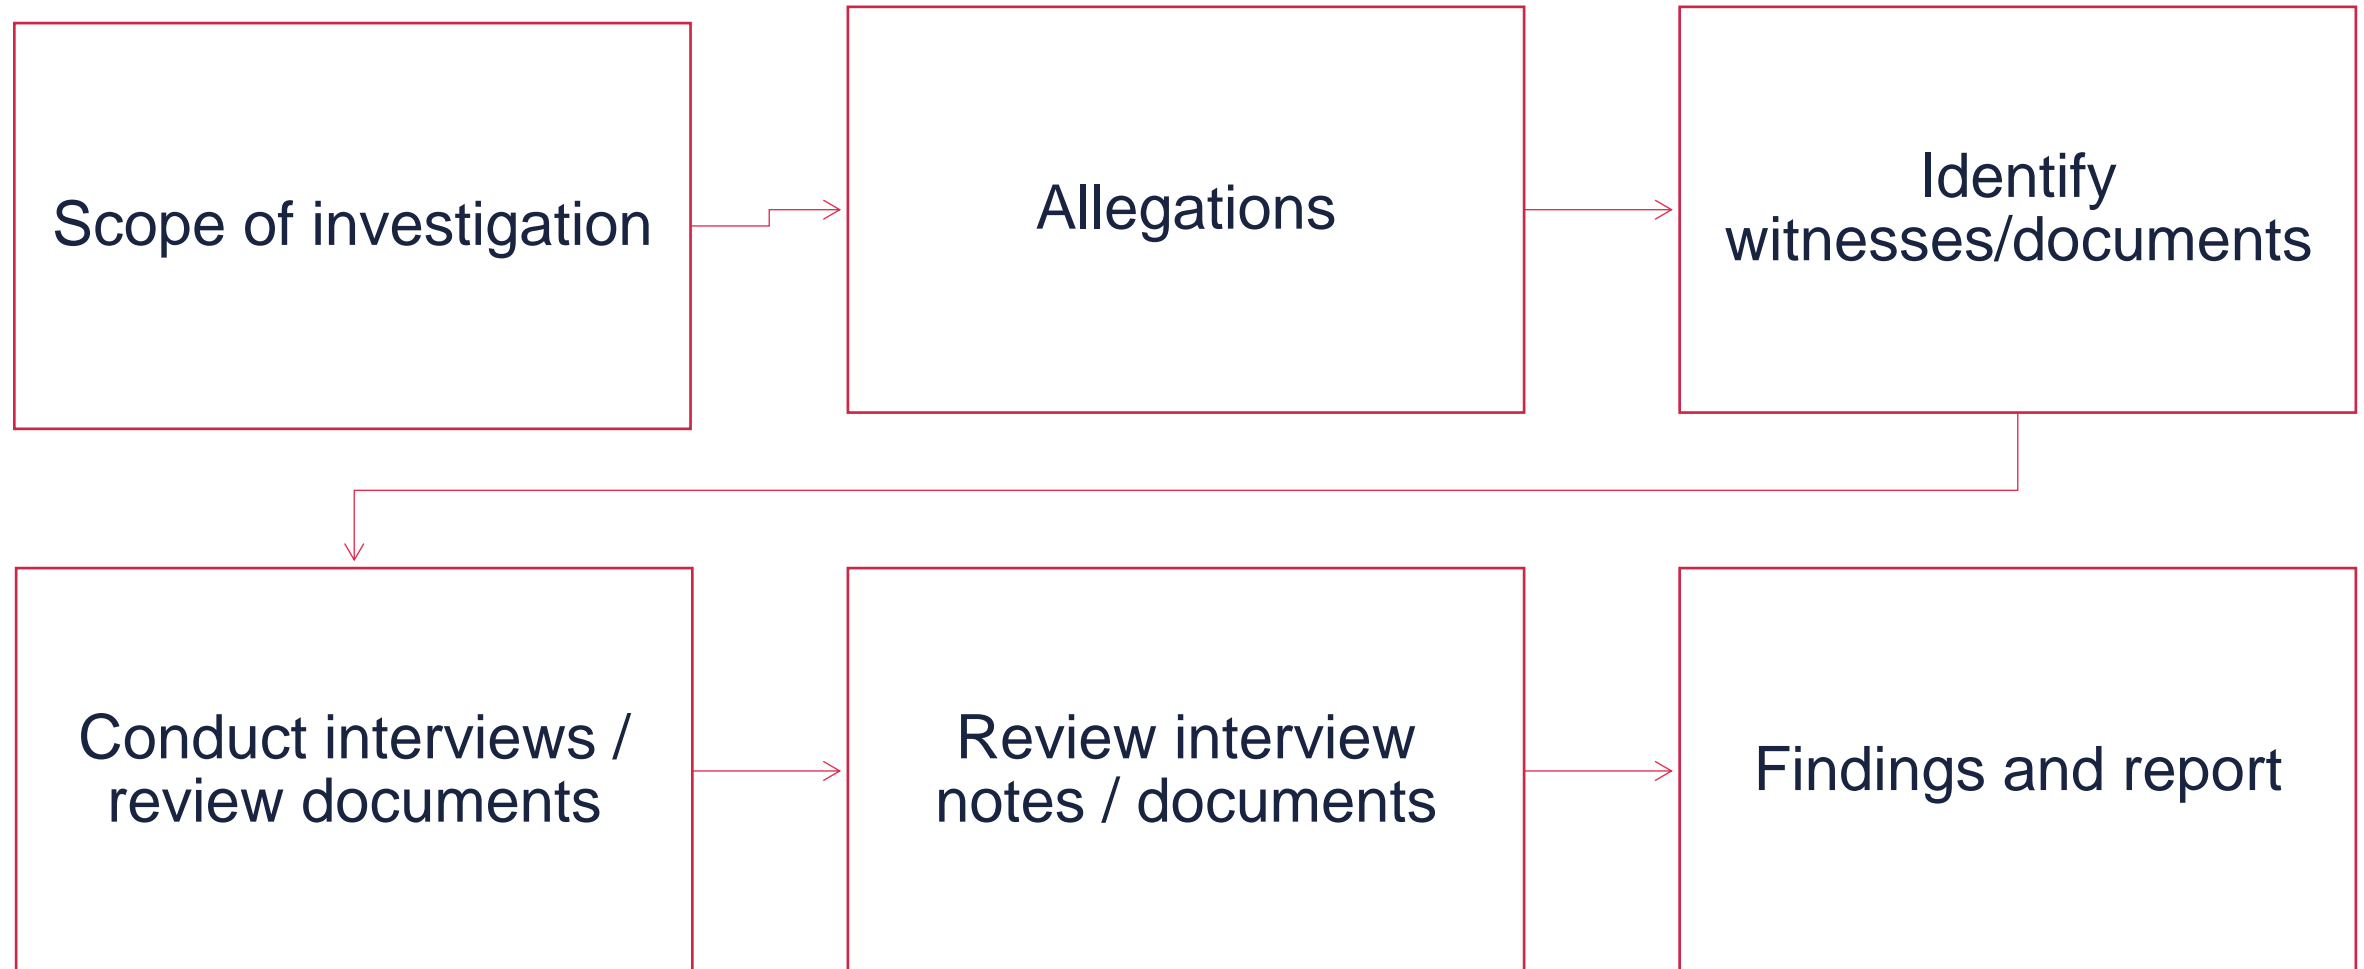 Scope of investigation
Allegations
Identify
witnesses/documents
Conduct interviews /
review documents
Review interview
notes / documents
Findings and report